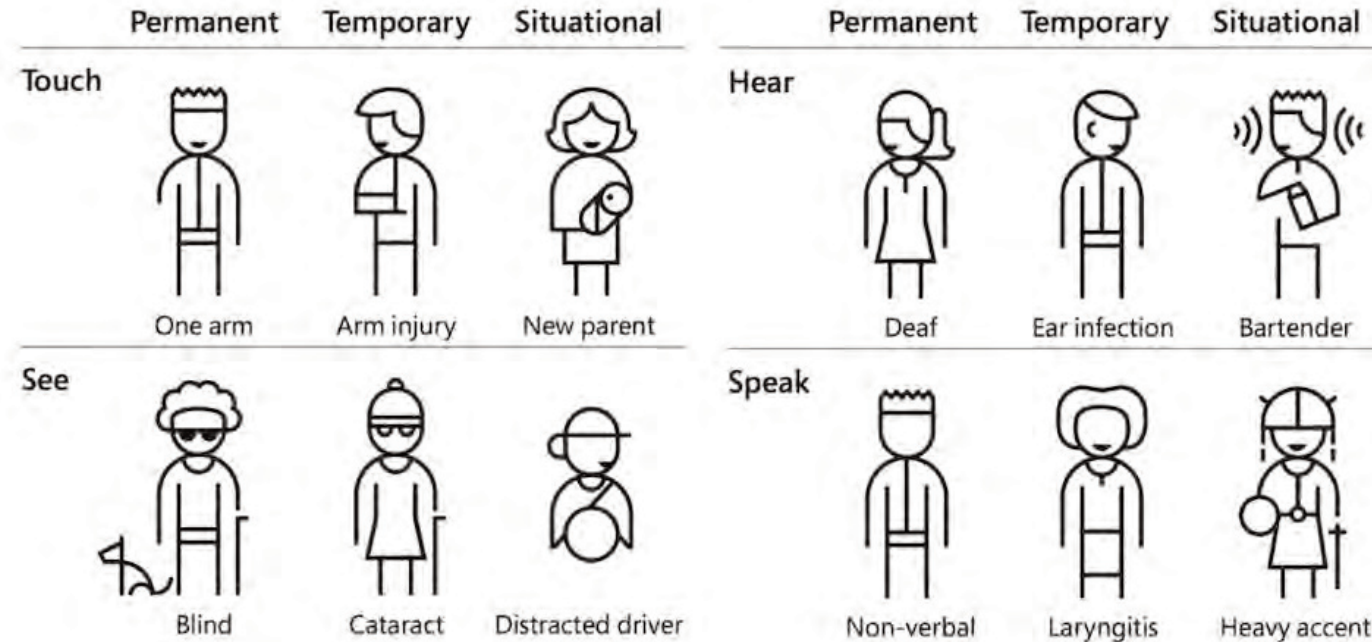 Permanent Temporary Situational
Touch
One arm Arm injury New parent
See
Blind Cataract Distracted driver
Permanent Temporary Situational
Hear
Deaf Ear infection Bartender
Speak
Non-verbal Laryngitis Heavy accent